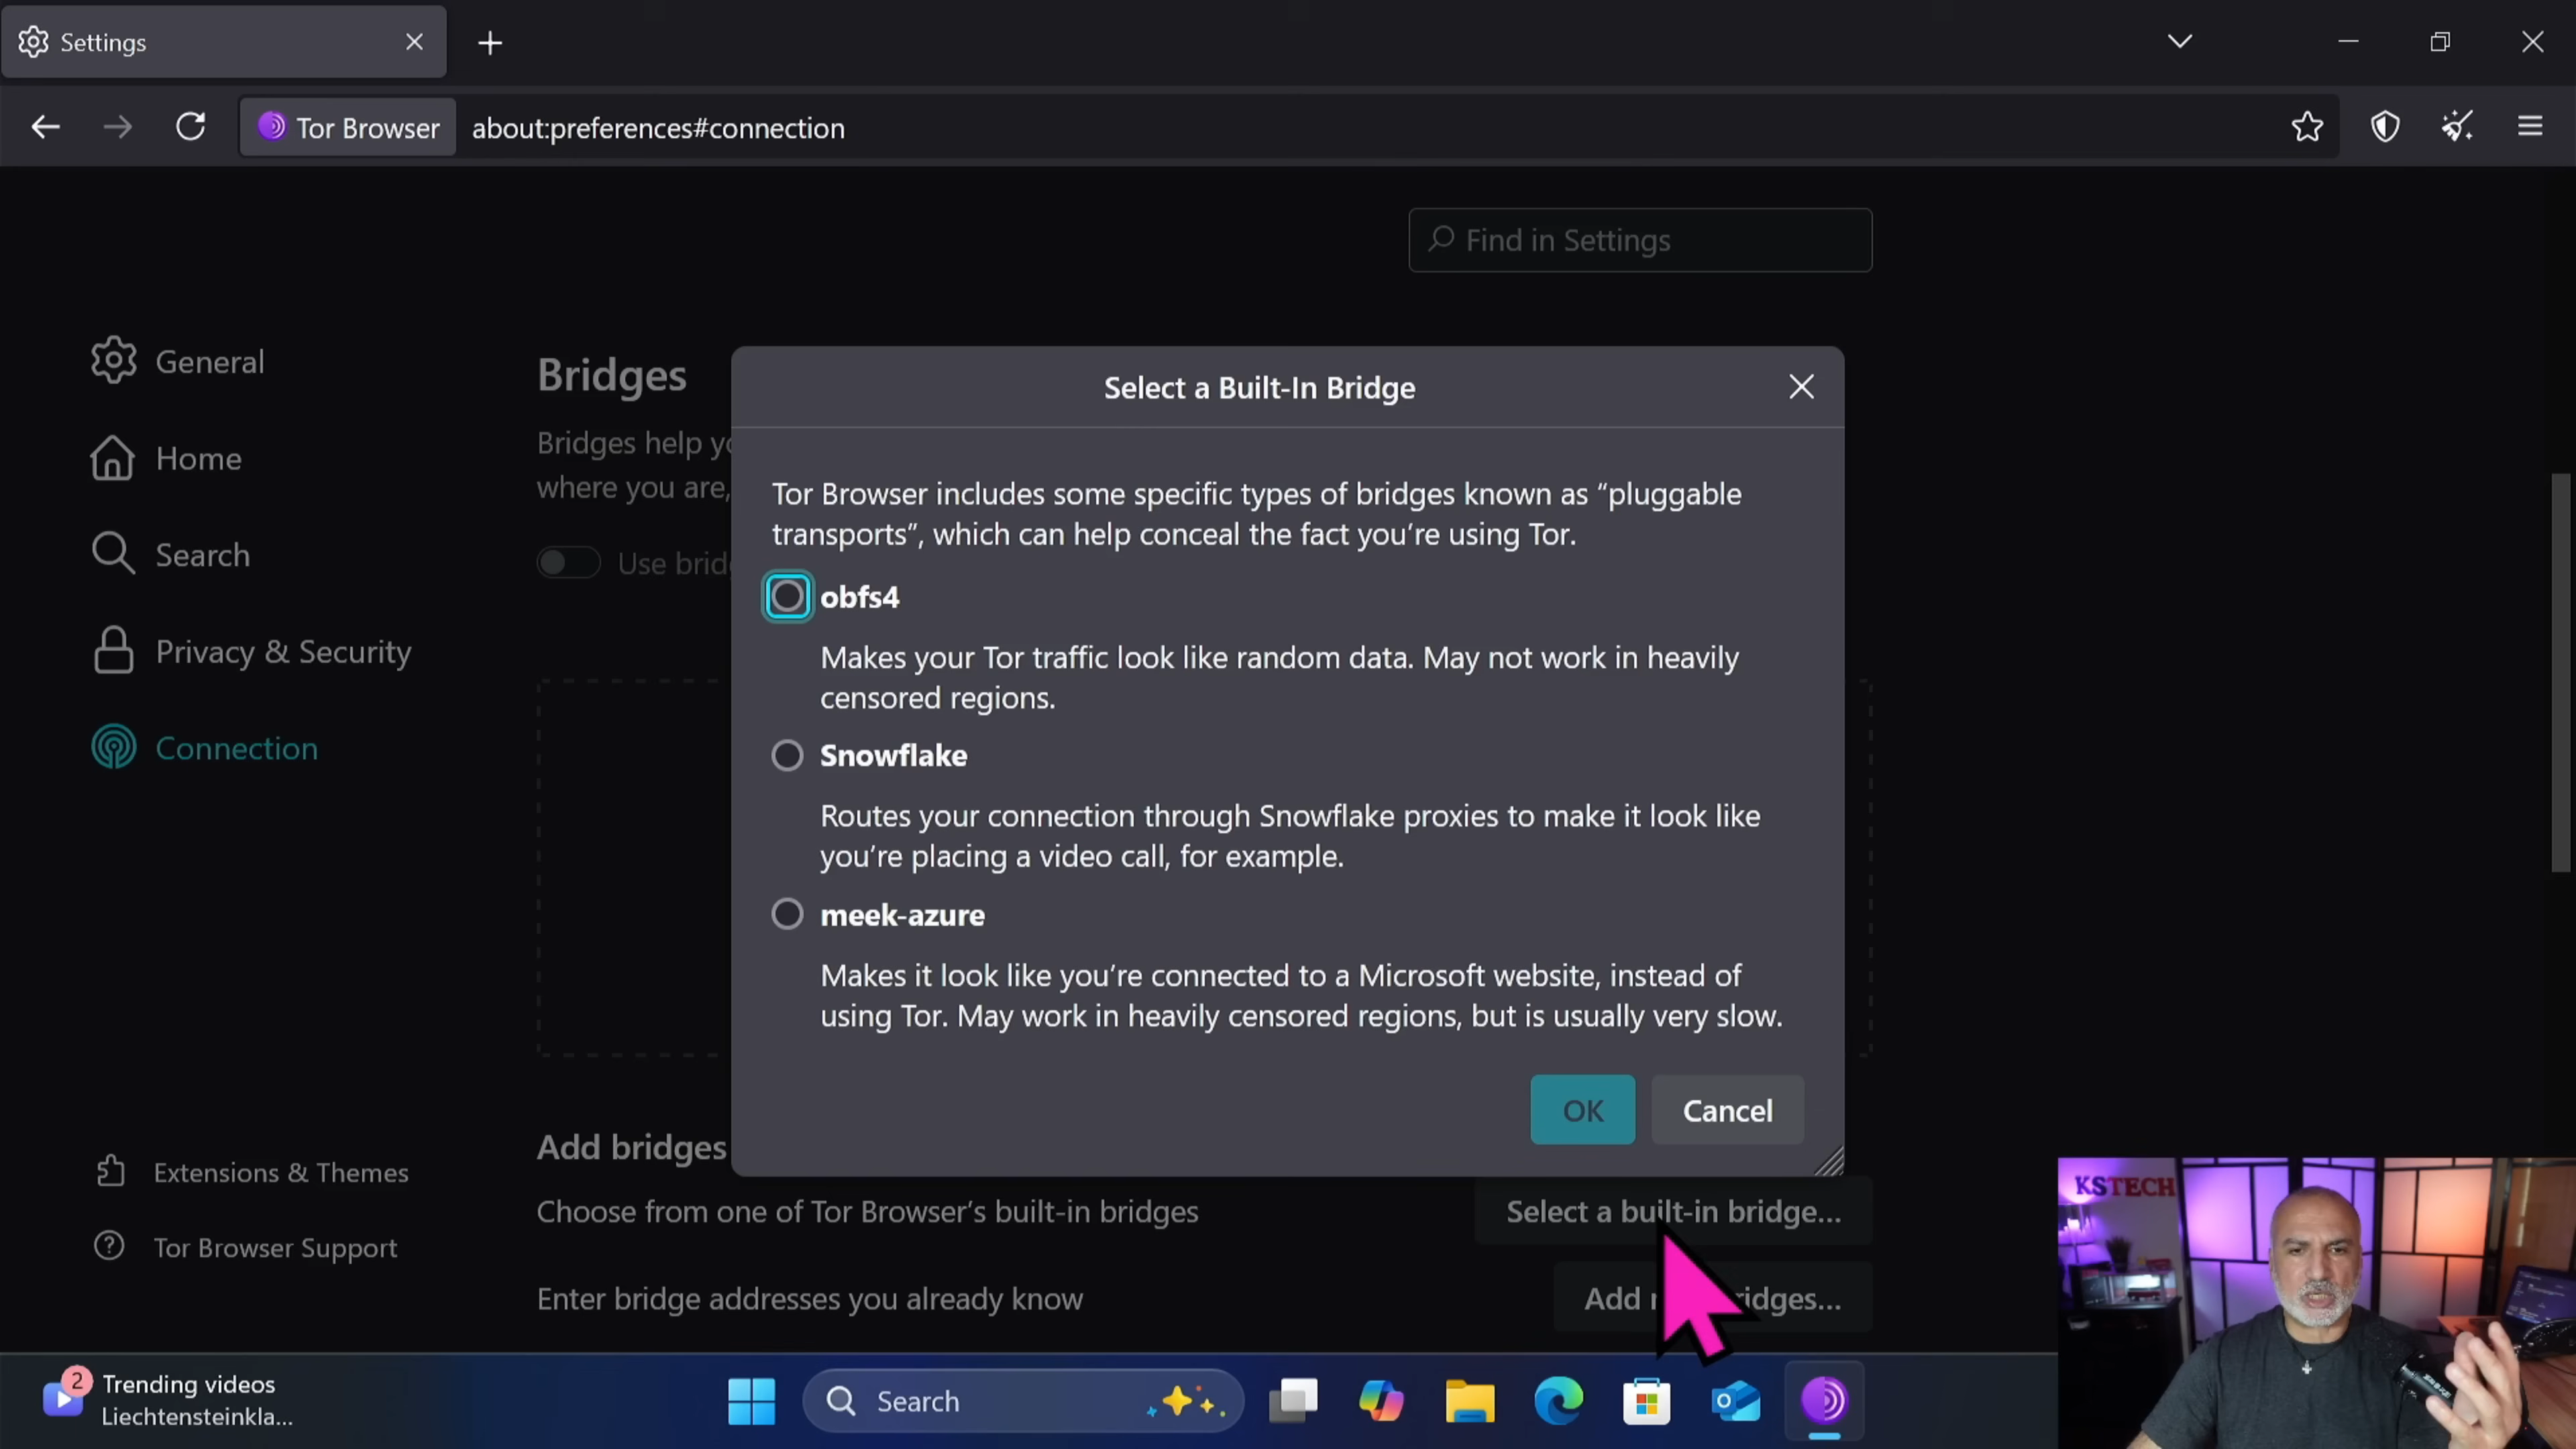 Settings
Tor Browser
about:preferences#connection
Find in Settings
General
Home
Search
Privacy & Security
Connection
Extensions & Themes
Tor Browser Support
Bridges
Bridges help
where you are,
Use
Select a Built-In Bridge
Tor Browser includes some specific types of bridges known as “pluggable
transports”, which can help conceal the fact you’re using Tor.
obfs4
Makes your Tor traffic look like random data. May not work in heavily
censored regions.
Snowflake
Routes your connection through Snowflake proxies to make it look like
you’re placing a video call, for example.
meek-azure
Makes it look like you’re connected to a Microsoft website, instead of
using Tor. May work in heavily censored regions, but is usually very slow.
OK
Cancel
Add bridges
Choose from one of Tor Browser’s built-in bridges
Select a built-in bridge...
Enter bridge addresses you already know
Add
KSTECH
2
Trending videos
Liechtensteinkla...
Search